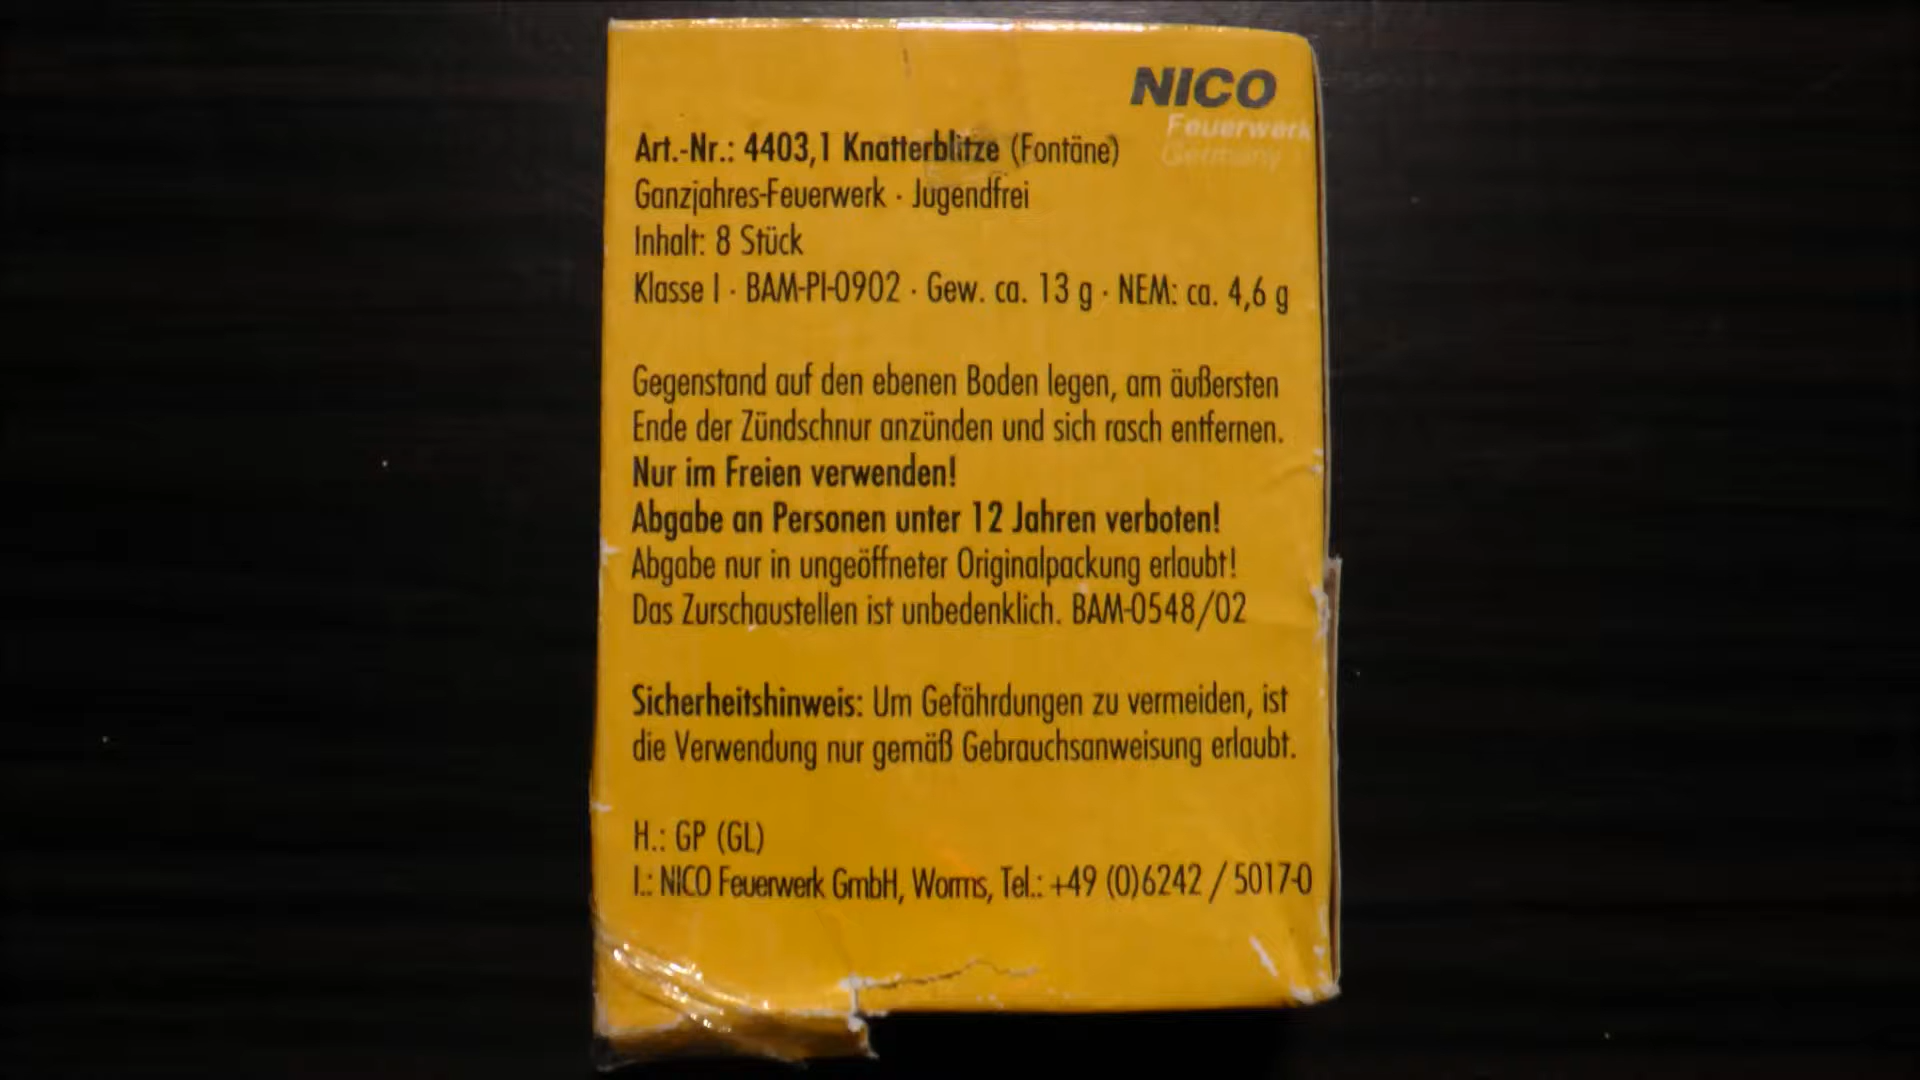 NICO
Feuerwerk
Germany
Art.-Nr.: 4403,1 Knatterblitze (Fontäne)
Ganzjahres-Feuerwerk · Jugendfrei
Inhalt: 8 Stück
Klasse I · BAM-PI-0902 · Gew. ca. 13 g · NEM: ca. 4,6 g
Gegenstand auf den ebenen Boden legen, am äußersten
Ende der Zündschnur anzünden und sich rasch entfernen.
Nur im Freien verwenden!
Abgabe an Personen unter 12 Jahren verboten!
Abgabe nur in ungeöffneter Originalpackung erlaubt!
Das Zurschaustellen ist unbedenklich. BAM-0548/02
Sicherheitshinweis: Um Gefährdungen zu vermeiden, ist
die Verwendung nur gemäß Gebrauchsanweisung erlaubt.
H.: GP (GL)
I.: NICO Feuerwerk GmbH, Worms, Tel.: +49 (0)6242 / 5017-0